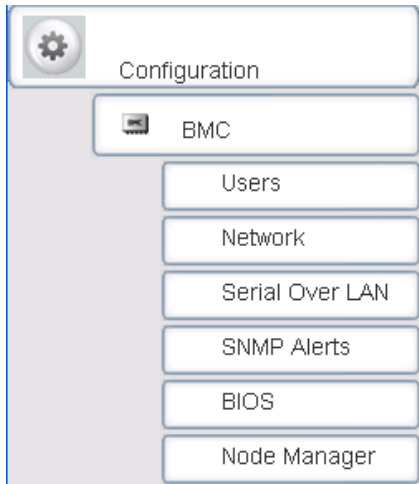 Configuration
BMC
Users
Network
Serial Over LAN
SNMP Alerts
BIOS
Node Manager